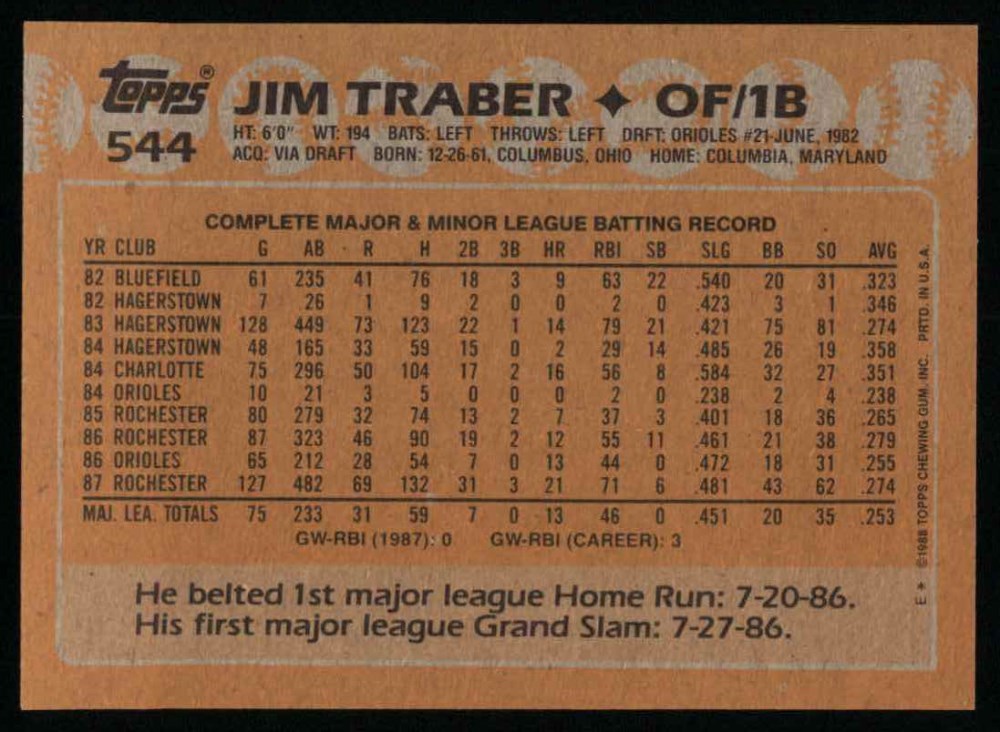 Topps® JIM TRABER ✦ OF/1B
544 HT: 6'0" WT: 194 BATS: LEFT THROWS: LEFT DRFT: ORIOLES #21-JUNE, 1982
ACQ: VIA DRAFT BORN: 12-26-61, COLUMBUS, OHIO HOME: COLUMBIA, MARYLAND
COMPLETE MAJOR & MINOR LEAGUE BATTING RECORD
YR CLUB G AB R H 2B 3B HR RBI SB SLG BB SO AVG
82 BLUEFIELD 61 235 41 76 18 3 9 63 22 .540 20 31 .323
82 HAGERSTOWN 7 26 1 9 2 0 0 2 0 .423 3 1 .346
83 HAGERSTOWN 128 449 73 123 22 1 14 79 21 .421 75 81 .274
84 HAGERSTOWN 48 165 33 59 15 0 2 29 14 .485 26 19 .358
84 CHARLOTTE 75 296 50 104 17 2 16 56 8 .584 32 27 .351
84 ORIOLES 10 21 3 5 0 0 0 2 0 .238 2 4 .238
85 ROCHESTER 80 279 32 74 13 2 7 37 3 .401 18 36 .265
86 ROCHESTER 87 323 46 90 19 2 12 55 11 .461 21 38 .279
86 ORIOLES 65 212 28 54 7 0 13 44 0 .472 18 31 .255
87 ROCHESTER 127 482 69 132 31 3 21 71 6 .481 43 62 .274
MAJ. LEA. TOTALS 75 233 31 59 7 0 13 46 0 .451 20 35 .253
GW-RBI (1987): 0 GW-RBI (CAREER): 3
He belted 1st major league Home Run: 7-20-86.
His first major league Grand Slam: 7-27-86.
E* ©1988 TOPPS CHEWING GUM, INC. PRTD. IN U.S.A.